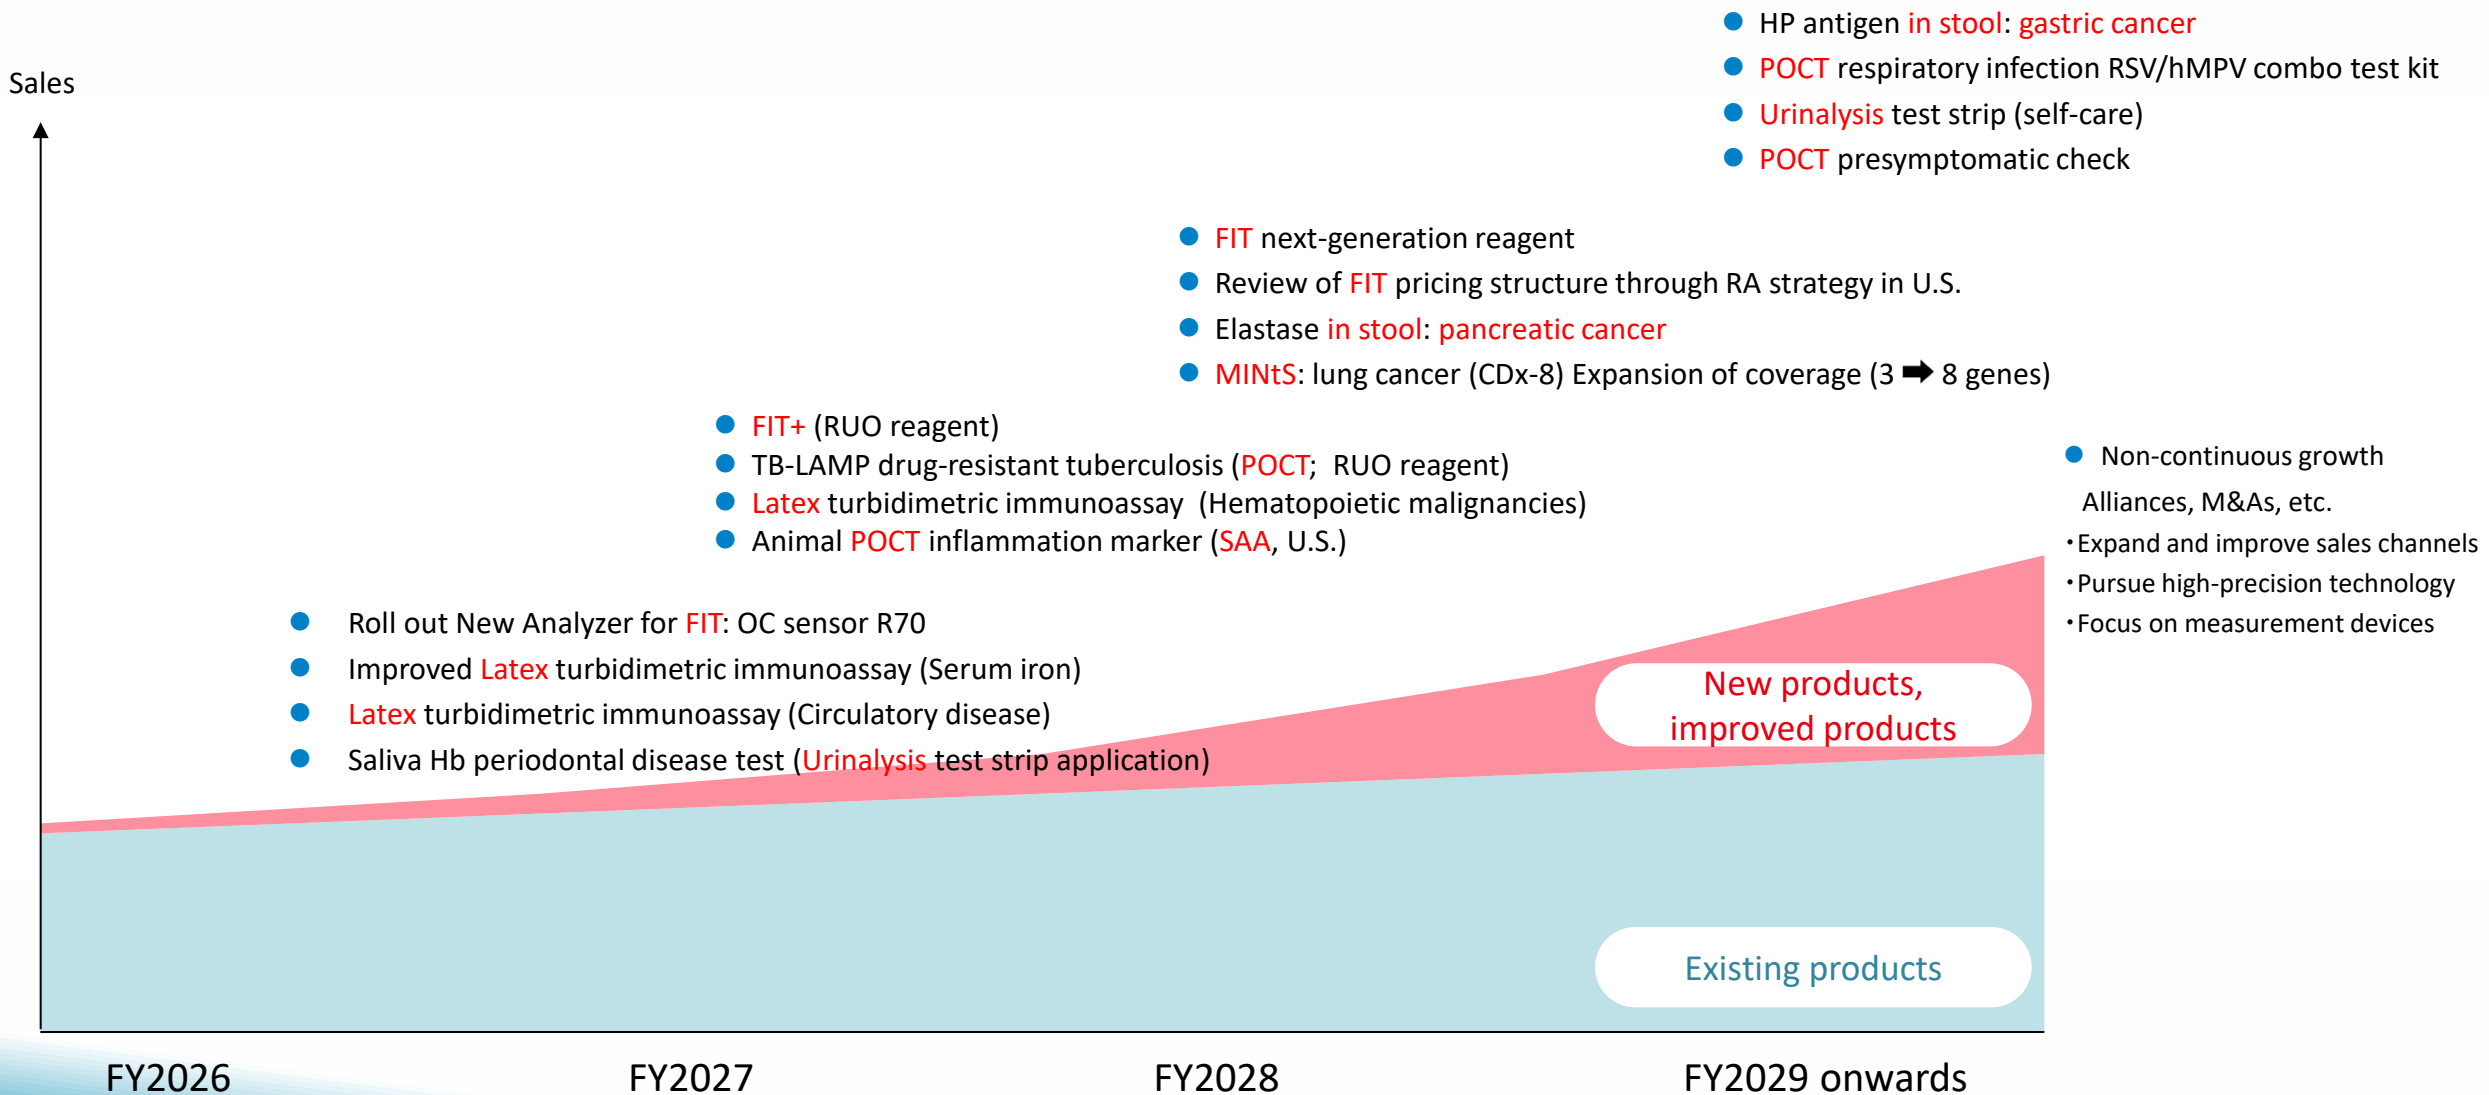 Sales
● HP antigen in stool: gastric cancer
● POCT respiratory infection RSV/hMPV combo test kit
● Urinalysis test strip (self-care)
● POCT presymptomatic check
● FIT next-generation reagent
● Review of FIT pricing structure through RA strategy in U.S.
● Elastase in stool: pancreatic cancer
● MINtS: lung cancer (CDx-8) Expansion of coverage (3 ➡ 8 genes)
● FIT+ (RUO reagent)
● TB-LAMP drug-resistant tuberculosis (POCT; RUO reagent)
● Latex turbidimetric immunoassay (Hematopoietic malignancies)
● Animal POCT inflammation marker (SAA, U.S.)
● Non-continuous growth
Alliances, M&As, etc.
・Expand and improve sales channels
・Pursue high-precision technology
・Focus on measurement devices
● Roll out New Analyzer for FIT: OC sensor R70
● Improved Latex turbidimetric immunoassay (Serum iron)
● Latex turbidimetric immunoassay (Circulatory disease)
● Saliva Hb periodontal disease test (Urinalysis test strip application)
New products,
improved products
Existing products
FY2026
FY2027
FY2028
FY2029 onwards